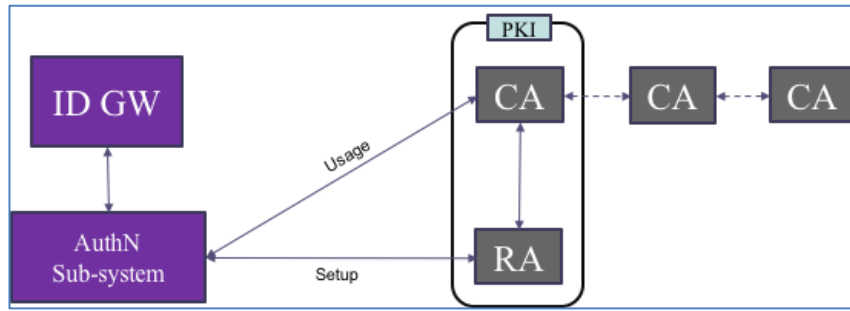 PKI
ID GW
CA
CA
CA
Usage
AuthN
Sub-system
Setup
RA